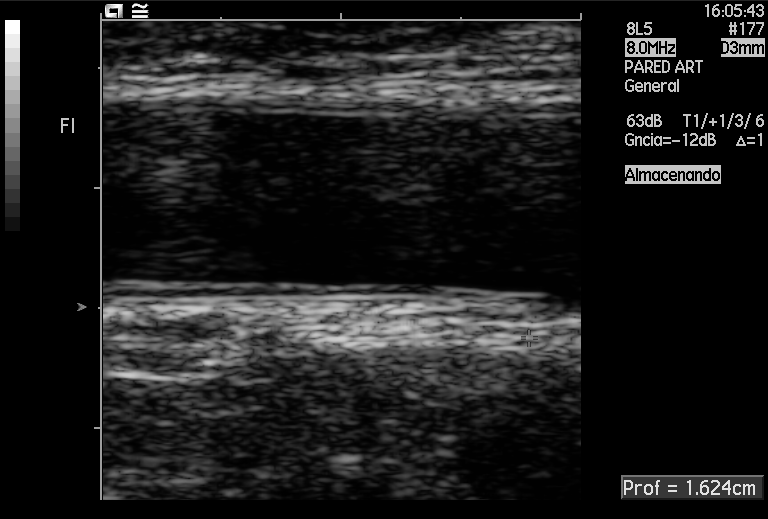 16:05:43
8L5 #177
8.0MHz 03mm
PARED ART
General
FI
63dB T1/+1/3/ 6
Gncia=-12dB Δ=1
Almacenando
Prof = 1.624cm